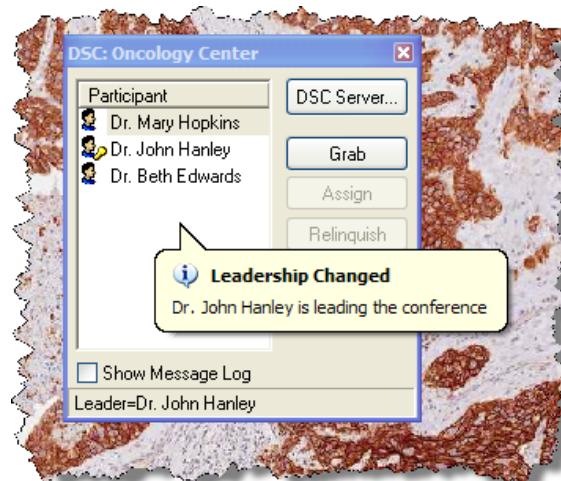 DSC: Oncology Center
Participant
Dr. Mary Hopkins
Dr. John Hanley
Dr. Beth Edwards
DSC Server...
Grab
Assign
Relinquish
Leadership Changed
Dr. John Hanley is leading the conference
Show Message Log
Leader=Dr. John Hanley